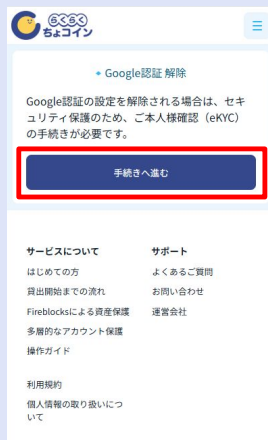 らくらく
ちょコイン
Google認証 解除
Google認証の設定を解除される場合は、セキ
ュリティ保護のため、ご本人様確認（eKYC）
の手続きが必要です。
手続きへ進む
サービスについて
はじめての方
貸出開始までの流れ
Fireblocksによる資産保護
多層的なアカウント保護
操作ガイド
利用規約
個人情報の取り扱いにつ
いて
サポート
よくあるご質問
お問い合わせ
運営会社